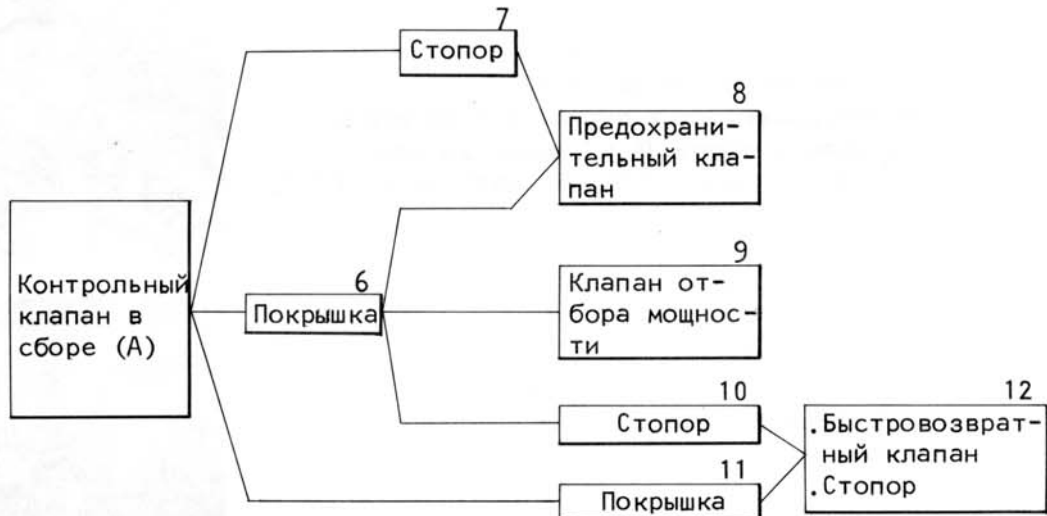 7
Стопор
8
Предохрани-
тельный кла-
пан
Контрольный
клапан в
сборе (А)
6
Покрышка
9
Клапан от-
бора мощнос-
ти
10
Стопор
11
Покрышка
12
.Быстровозврат-
ный клапан
.Стопор